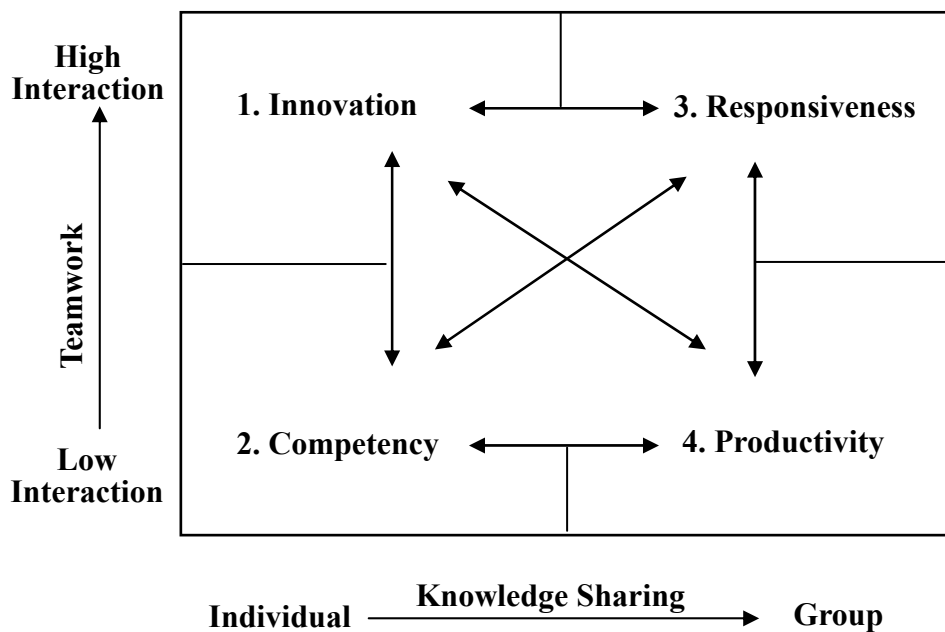 High
Interaction
1. Innovation
3. Responsiveness
Teamwork
2. Competency
4. Productivity
Low
Interaction
Knowledge Sharing
Individual
Group